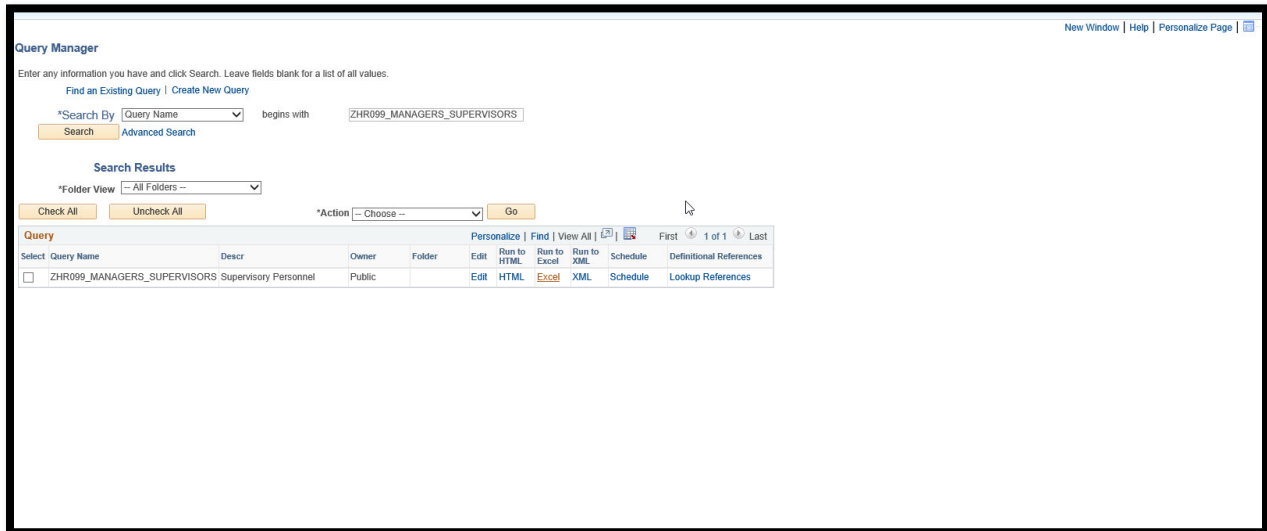 New Window | Help | Personalize Page |
Query Manager
Enter any information you have and click Search. Leave fields blank for a list of all values.
Find an Existing Query | Create New Query
*Search By Query Name begins with ZHR099_MANAGERS_SUPERVISORS
Search Advanced Search
Search Results
*Folder View -- All Folders --
Check All Uncheck All *Action -- Choose -- Go
Query Personalize | Find | View All | | First 1 of 1 Last
Select Query Name Descr Owner Folder Edit Run to HTML Run to Excel Run to XML Schedule Definitional References
ZHR099_MANAGERS_SUPERVISORS Supervisory Personnel Public Edit HTML Excel XML Schedule Lookup References